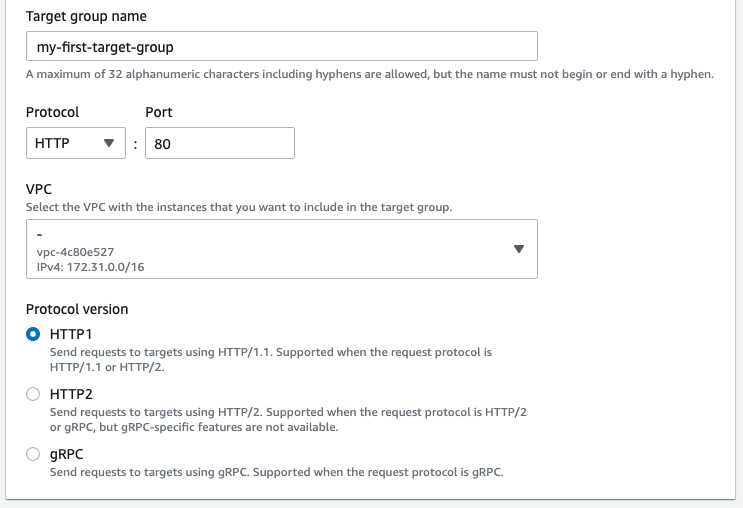 Target group name
my-first-target-group
A maximum of 32 alphanumeric characters including hyphens are allowed, but the name must not begin or end with a hyphen.
Protocol Port
HTTP : 80
VPC
Select the VPC with the instances that you want to include in the target group.
-
vpc-4c80e527
IPv4: 172.31.0.0/16
Protocol version
HTTP1
Send requests to targets using HTTP/1.1. Supported when the request protocol is
HTTP/1.1 or HTTP/2.
HTTP2
Send requests to targets using HTTP/2. Supported when the request protocol is HTTP/2
or gRPC, but gRPC-specific features are not available.
gRPC
Send requests to targets using gRPC. Supported when the request protocol is gRPC.